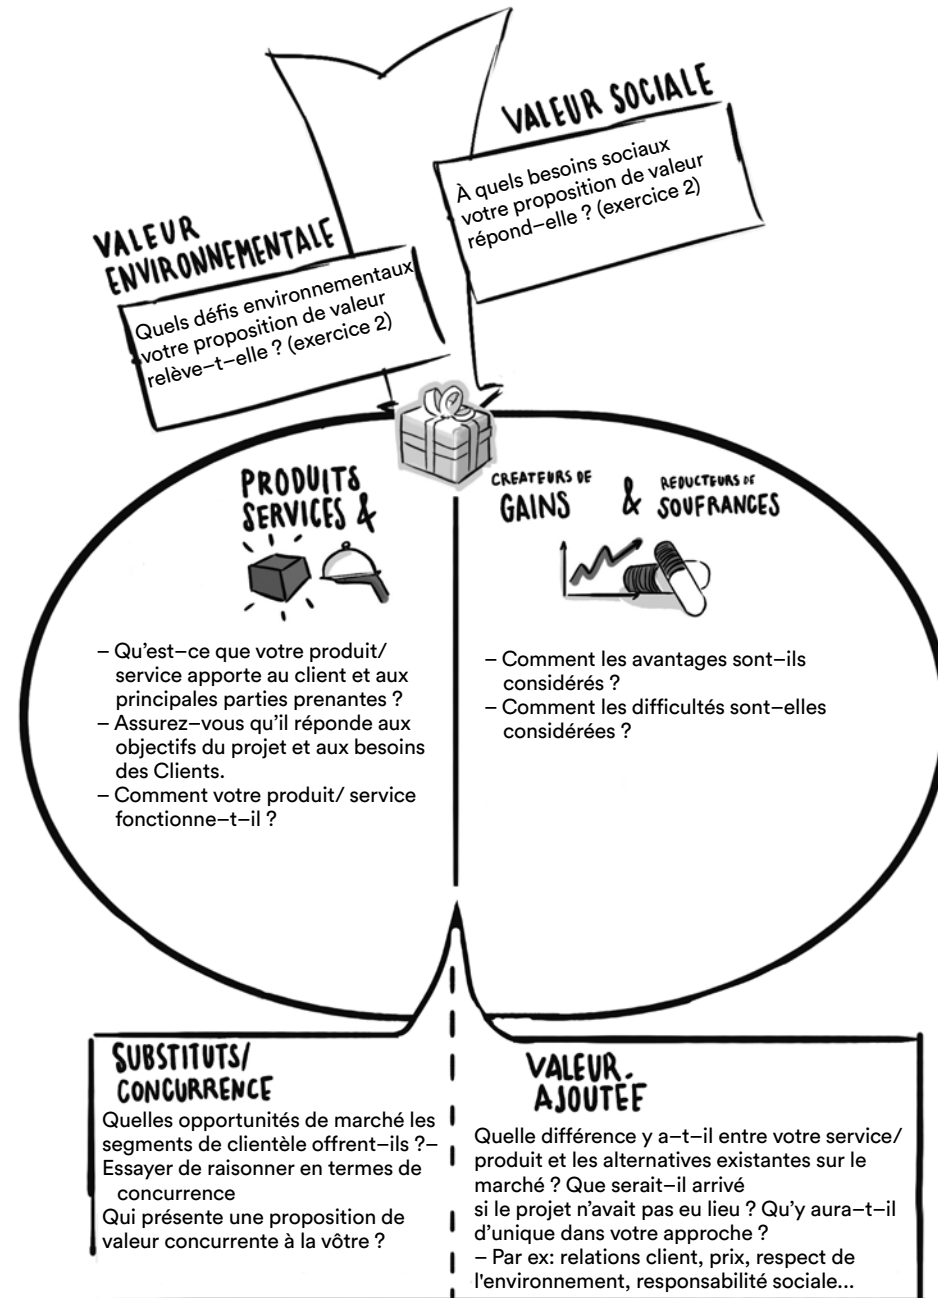 VALEUR SOCIALE
À quels besoins sociaux
votre proposition de valeur
répond–elle ? (exercice 2)
VALEUR
ENVIRONNEMENTALE
Quels défis environnementaux
votre proposition de valeur
relève–t–elle ? (exercice 2)
PRODUITS
SERVICES &
– Qu’est–ce que votre produit/
service apporte au client et aux
principales parties prenantes ?
– Assurez–vous qu’il réponde aux
objectifs du projet et aux besoins
des Clients.
– Comment votre produit/ service
fonctionne–t–il ?
CREATEURS DE
GAINS
&
REDUCTEURS DE
SOUFRANCES
– Comment les avantages sont–ils
considérés ?
– Comment les difficultés sont–elles
considérées ?
SUBSTITUTS/
CONCURRENCE
Quelles opportunités de marché les
segments de clientèle offrent–ils ?–
Essayer de raisonner en termes de
concurrence
Qui présente une proposition de
valeur concurrente à la vôtre ?
VALEUR
AJOUTÉE
Quelle différence y a–t–il entre votre service/
produit et les alternatives existantes sur le
marché ? Que serait–il arrivé
si le projet n’avait pas eu lieu ? Qu’y aura–t–il
d’unique dans votre approche ?
– Par ex: relations client, prix, respect de
l'environnement, responsabilité sociale...